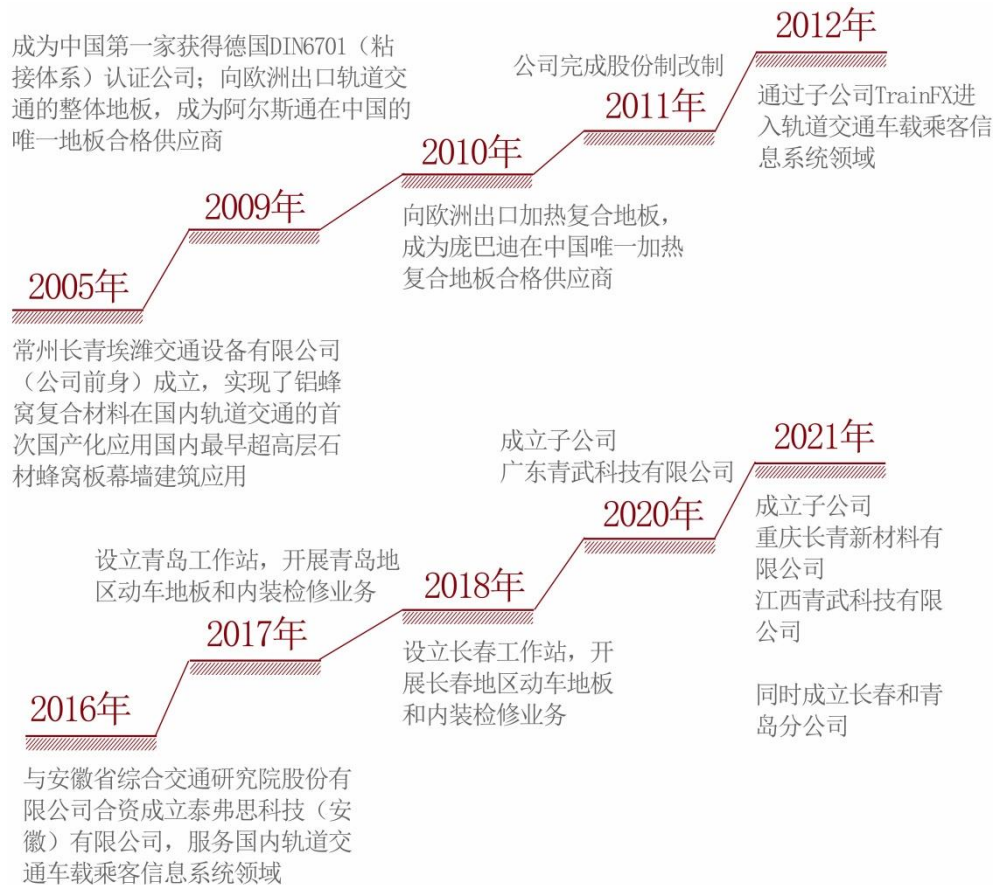 2005年
常州长青埃潍交通设备有限公司
（公司前身）成立，实现了铝蜂
窝复合材料在国内轨道交通的首
次国产化应用国内最早超高层石
材蜂窝板幕墙建筑应用
成为中国第一家获得德国DIN6701（粘
接体系）认证公司；向欧洲出口轨道交
通的整体地板，成为阿尔斯通在中国的
唯一地板合格供应商
2009年
2010年
向欧洲出口加热复合地板，
成为庞巴迪在中国唯一加热
复合地板合格供应商
公司完成股份制改制
2011年
2012年
通过子公司TrainFX进
入轨道交通车载乘客信
息系统领域
2016年
与安徽省综合交通研究院股份有
限公司合资成立泰弗思科技（安
徽）有限公司，服务国内轨道交
通车载乘客信息系统领域
设立青岛工作站，开展青岛地
区动车地板和内装检修业务
2017年
2018年
设立长春工作站，开
展长春地区动车地板
和内装检修业务
成立子公司
广东青武科技有限公司
2020年
2021年
成立子公司
重庆长青新材料有
限公司
江西青武科技有限
公司
同时成立长春和青
岛分公司